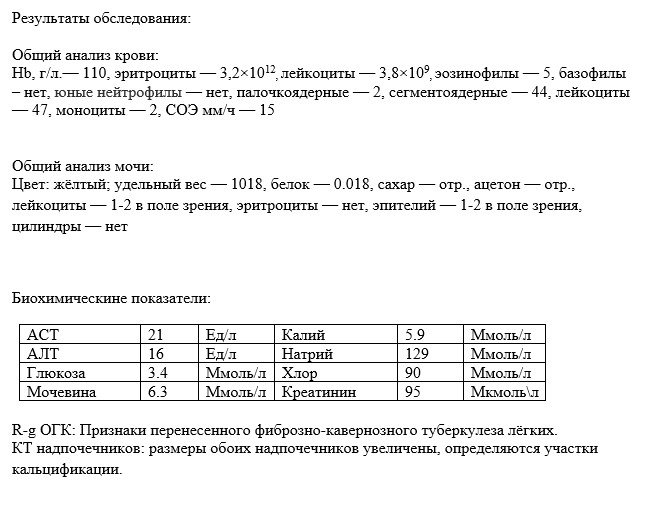 Результаты обследования:
Общий анализ крови:
Hb, г/л.— 110, эритроциты — 3,2×10¹², лейкоциты — 3,8×10⁹, эозинофилы — 5, базофилы
– нет, юные нейтрофилы — нет, палочкоядерные — 2, сегментоядерные — 44, лейкоциты
— 47, моноциты — 2, СОЭ мм/ч — 15
Общий анализ мочи:
Цвет: жёлтый; удельный вес — 1018, белок — 0.018, сахар — отр., ацетон — отр.,
лейкоциты — 1-2 в поле зрения, эритроциты — нет, эпителий — 1-2 в поле зрения,
цилиндры — нет
Биохимическине показатели:
АСТ 21 Ед/л Калий 5.9 Ммоль/л
АЛТ 16 Ед/л Натрий 129 Ммоль/л
Глюкоза 3.4 Ммоль/л Хлор 90 Ммоль/л
Мочевина 6.3 Ммоль/л Креатинин 95 Мкмоль\л
R-g ОГК: Признаки перенесенного фиброзно-кавернозного туберкулеза лёгких.
КТ надпочечников: размеры обоих надпочечников увеличены, определяются участки
кальцификации.